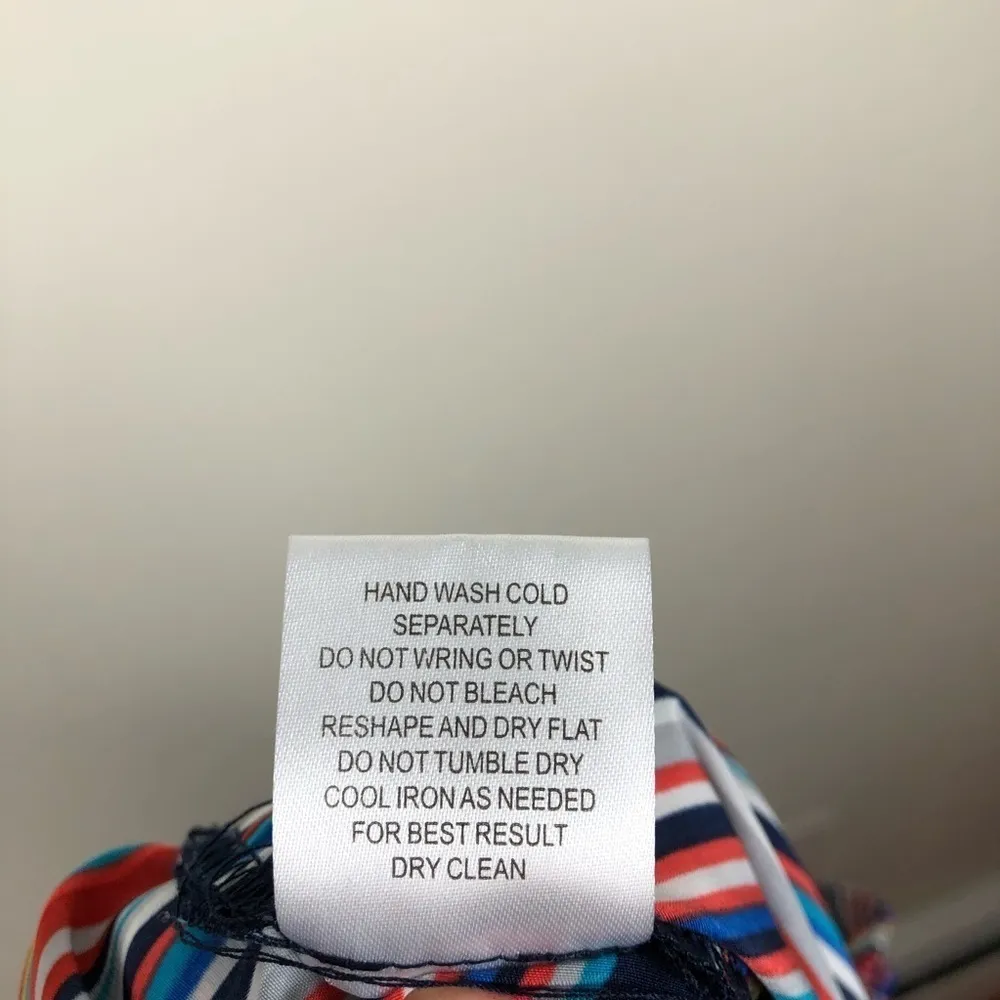 HAND WASH COLD
SEPARATELY
DO NOT WRING OR TWIST
DO NOT BLEACH
RESHAPE AND DRY FLAT
DO NOT TUMBLE DRY
COOL IRON AS NEEDED
FOR BEST RESULT
DRY CLEAN